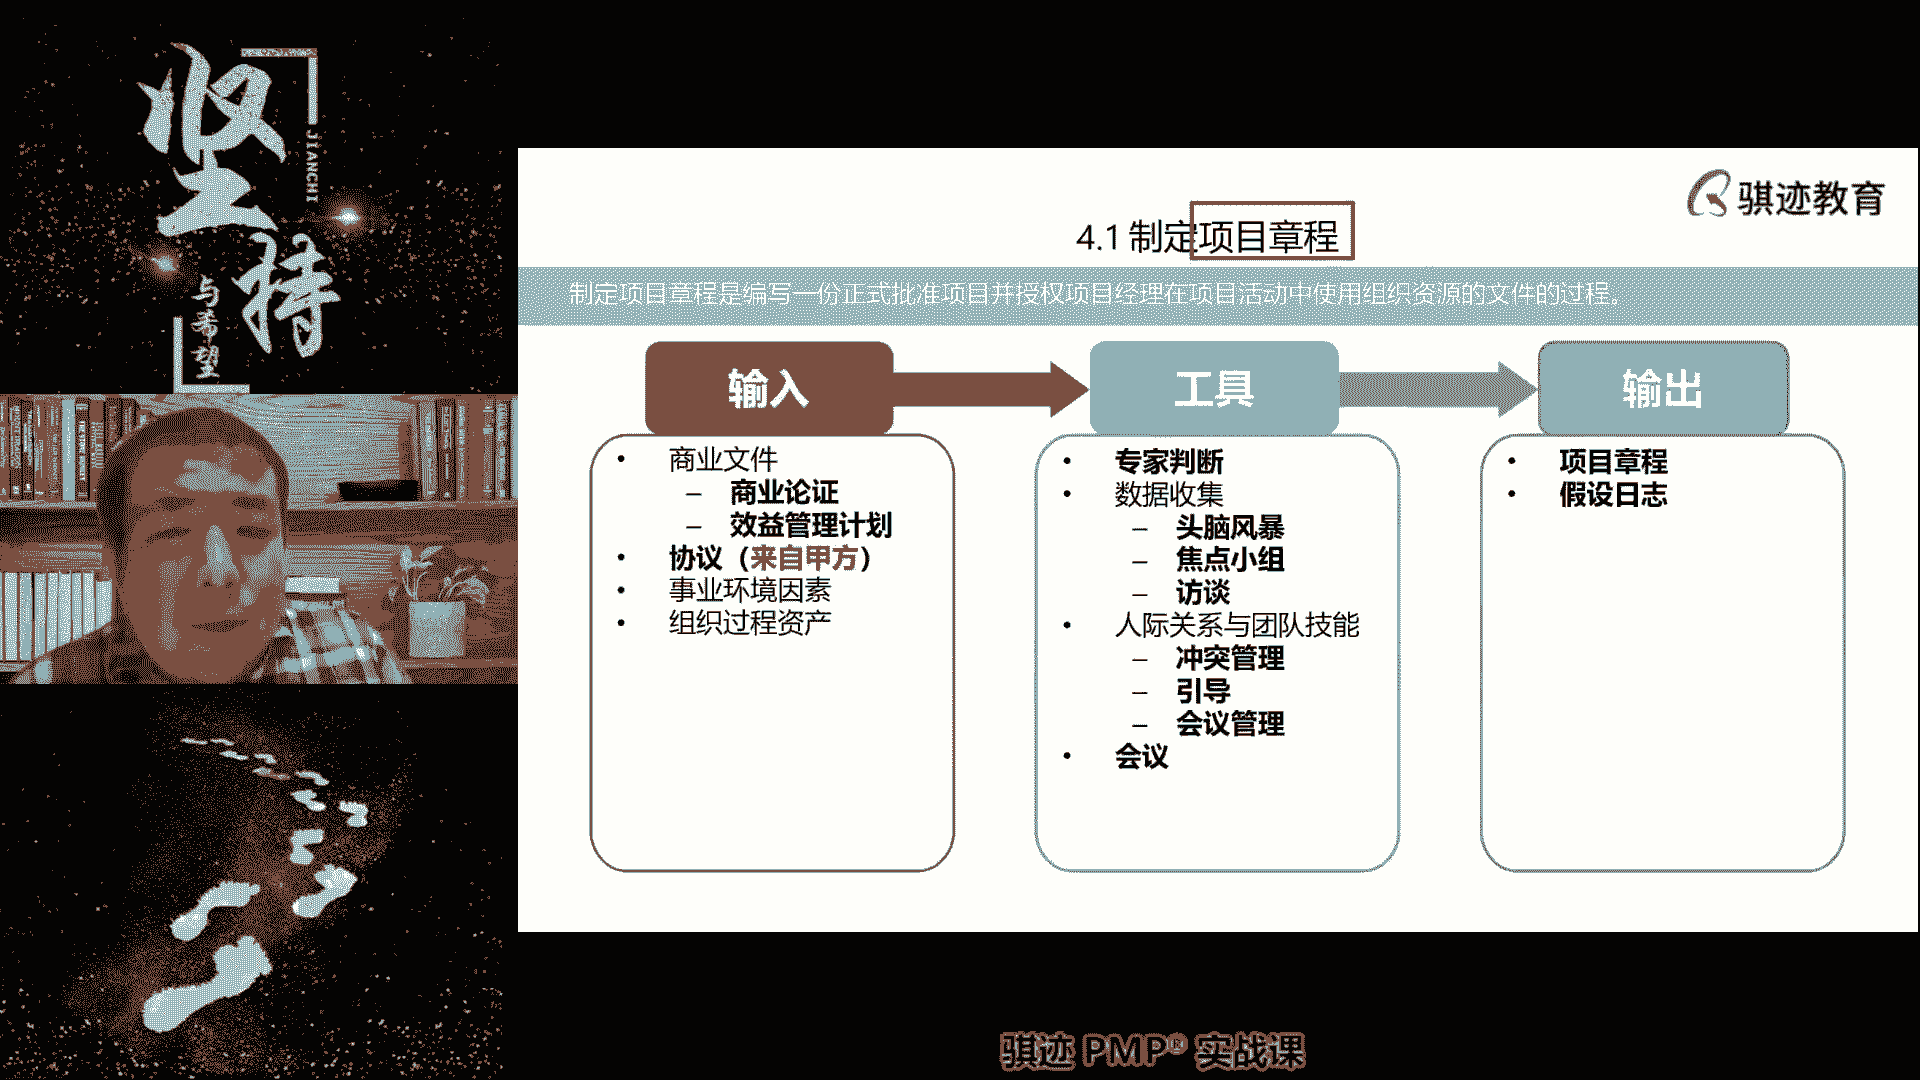 坚持
JIANCHI
与希望
骐迹教育
4.1 制定项目章程
制定项目章程是编写一份正式批准项目并授权项目经理在项目活动中使用组织资源的文件的过程。
输入
• 商业文件
– 商业论证
– 效益管理计划
• 协议（来自甲方）
• 事业环境因素
• 组织过程资产
工具
• 专家判断
• 数据收集
– 头脑风暴
– 焦点小组
– 访谈
• 人际关系与团队技能
– 冲突管理
– 引导
– 会议管理
• 会议
输出
• 项目章程
• 假设日志
骐迹 PMP® 实战课